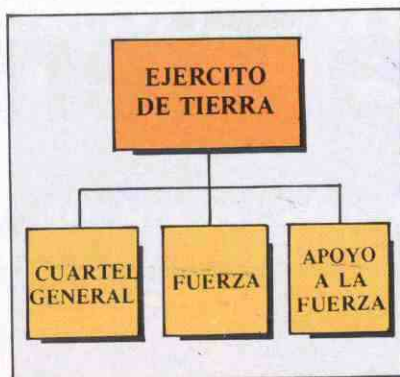 EJERCITO
DE TIERRA
CUARTEL
GENERAL
FUERZA
APOYO
A LA
FUERZA